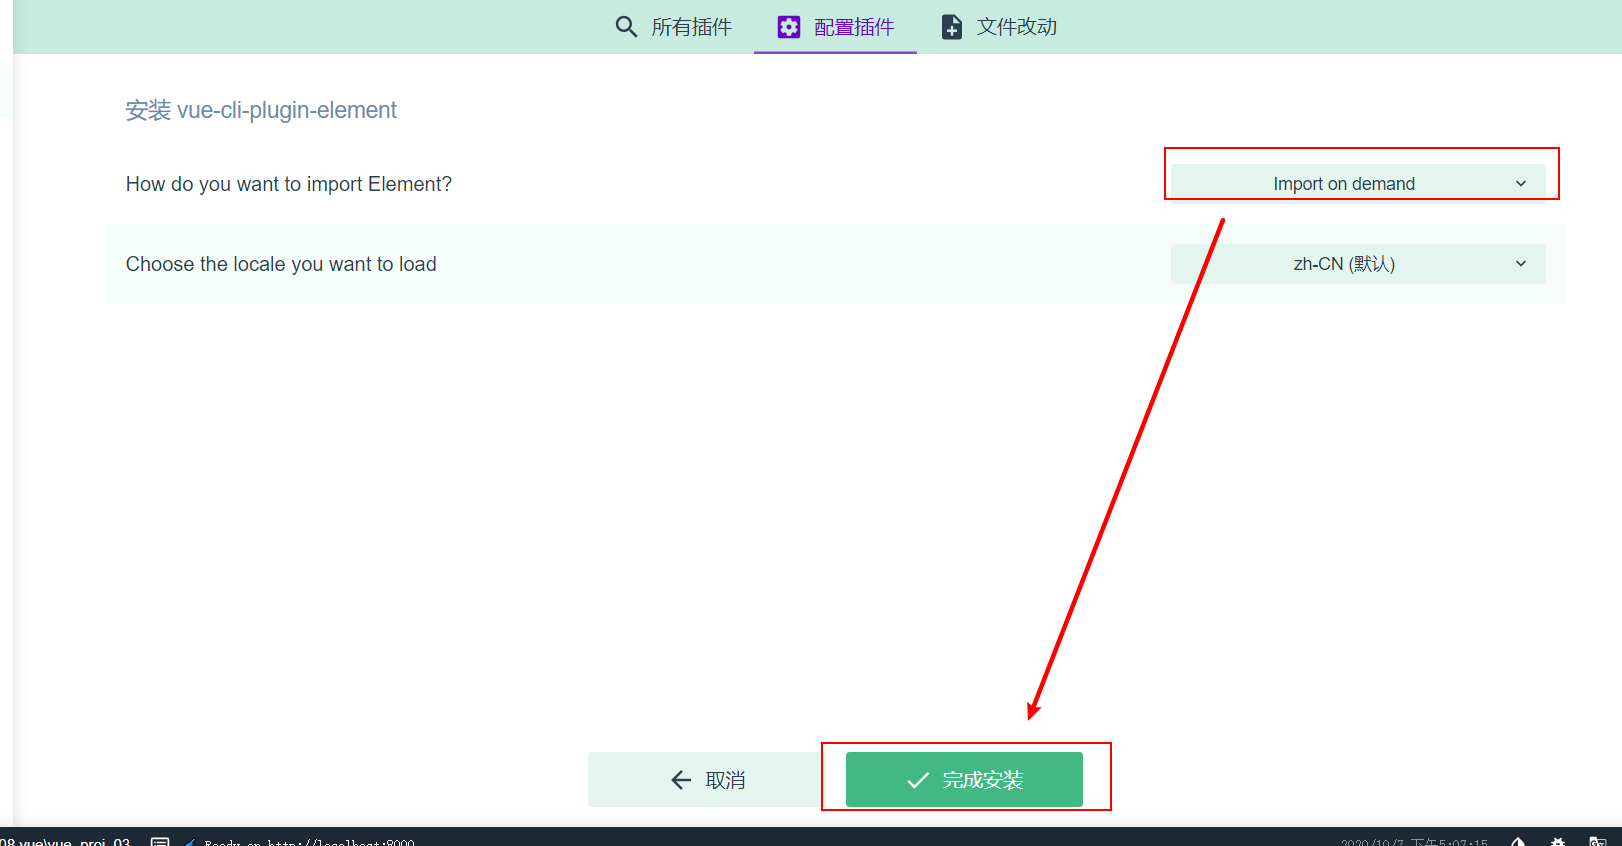 所有插件
配置插件
文件改动
安装 vue-cli-plugin-element
How do you want to import Element?
Import on demand
Choose the locale you want to load
zh-CN (默认)
取消
完成安装
08.vue\vue_proj_03
Ready on http://localhost:8000
2020/10/7 下午5:07:15